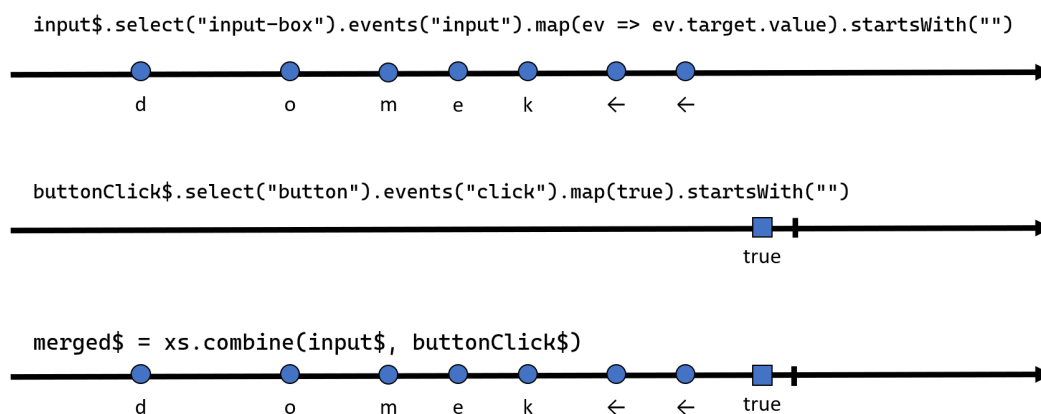 input$.select("input-box").events("input").map(ev => ev.target.value).startsWith("")
d o m e k ← ←
buttonClick$.select("button").events("click").map(true).startsWith("")
true
merged$ = xs.combine(input$, buttonClick$)
d o m e k ← ← true